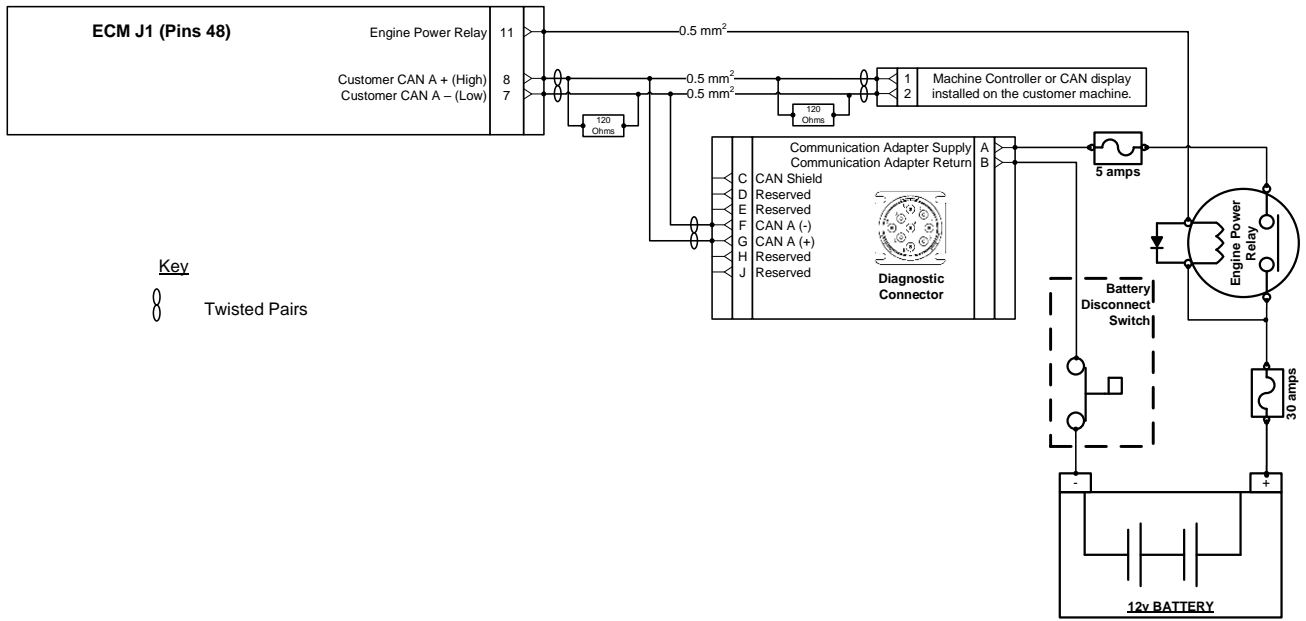 ECM J1 (Pins 48)
Engine Power Relay 11
0.5 mm²
Customer CAN A + (High) 8
Customer CAN A – (Low) 7
0.5 mm²
0.5 mm²
1 Machine Controller or CAN display
2 installed on the customer machine.
120
Ohms
120
Ohms
Communication Adapter Supply A
Communication Adapter Return B
C CAN Shield
D Reserved
E Reserved
F CAN A (-)
G CAN A (+)
H Reserved
J Reserved
Diagnostic
Connector
5 amps
Engine Power
Relay
Key
Twisted Pairs
Battery
Disconnect
Switch
30 amps
-
+
12v BATTERY